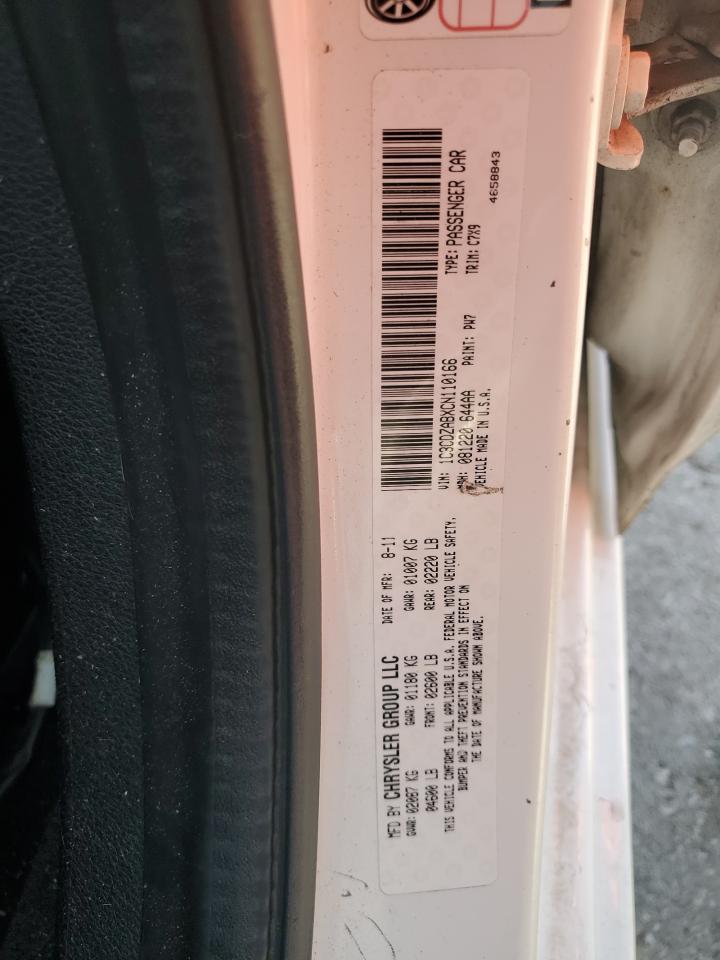 MFD BY CHRYSLER GROUP LLC
DATE OF MFR: 8-11
GVWR: 02087 KG
GAWR: 01180 KG
GAWR: 01007 KG
04600 LB
FRONT: 02600 LB
REAR: 02220 LB
THIS VEHICLE CONFORMS TO ALL APPLICABLE U.S.A. FEDERAL MOTOR VEHICLE SAFETY,
BUMPER AND THEFT PREVENTION STANDARDS IN EFFECT ON
THE DATE OF MANUFACTURE SHOWN ABOVE.
VIN: 1C3CDZABXCN110166
TYPE: PASSENGER CAR
MDH: 081220 644AA
PAINT: PW7
TRIM: C7X9
VEHICLE MADE IN U.S.A.
4658843